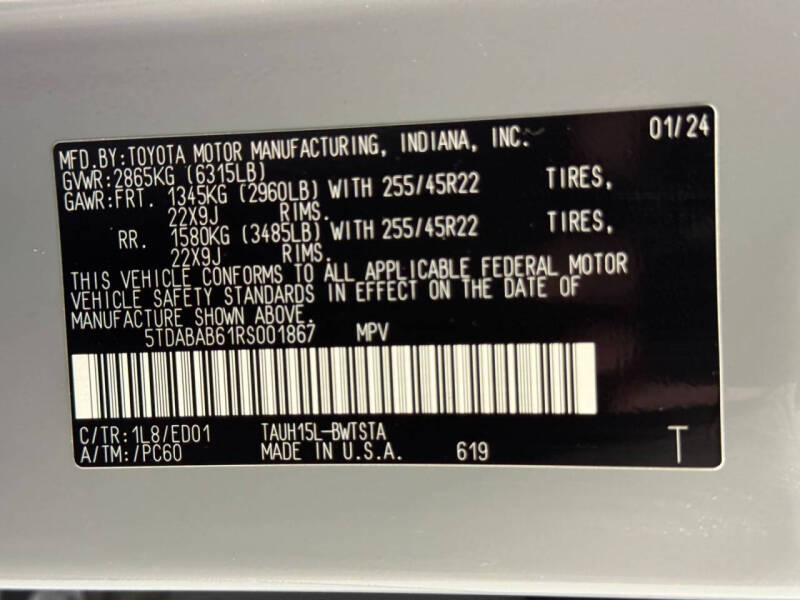 MFD.BY:TOYOTA MOTOR MANUFACTURING, INDIANA, INC. 01/24
GVWR:2865KG (6315LB)
GAWR:FRT. 1345KG (2960LB) WITH 255/45R22 TIRES,
22X9J RIMS.
RR. 1580KG (3485LB) WITH 255/45R22 TIRES,
22X9J RIMS.
THIS VEHICLE CONFORMS TO ALL APPLICABLE FEDERAL MOTOR
VEHICLE SAFETY STANDARDS IN EFFECT ON THE DATE OF
MANUFACTURE SHOWN ABOVE.
5TDABAB61RS001867 MPV
C/TR:1L8/ED01 TAUH15L-BWTSTA
A/TM:/PC60 MADE IN U.S.A. 619 T